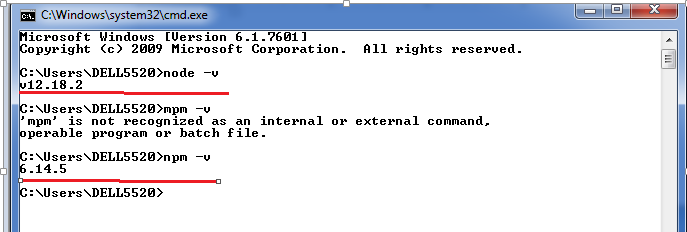 C:\Windows\system32\cmd.exe
Microsoft Windows [Version 6.1.7601]
Copyright (c) 2009 Microsoft Corporation.  All rights reserved.
C:\Users\DELL5520>node -v
v12.18.2
C:\Users\DELL5520>mpm -v
'mpm' is not recognized as an internal or external command,
operable program or batch file.
C:\Users\DELL5520>npm -v
6.14.5
C:\Users\DELL5520>